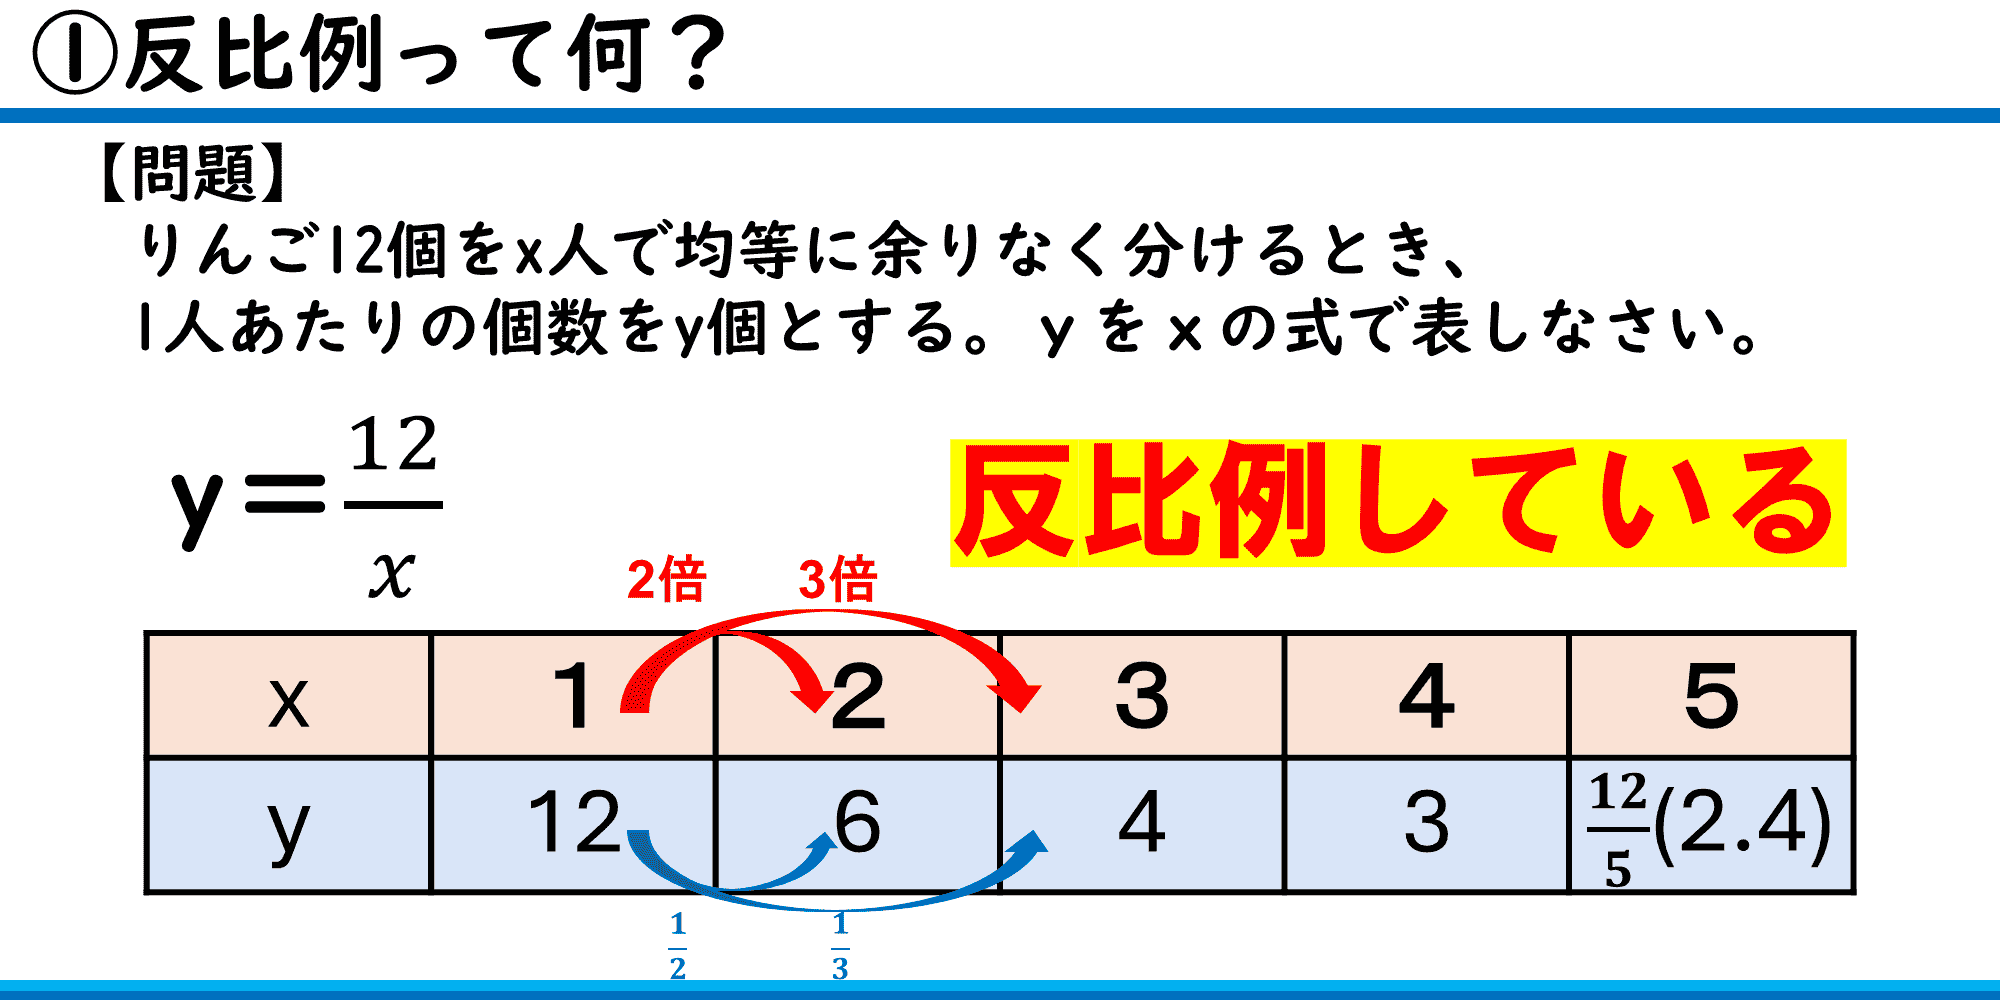 ①反比例って何？
【問題】
りんご12個をx人で均等に余りなく分けるとき、
1人あたりの個数をy個とする。yをxの式で表しなさい。
y＝12/x
反比例している
2倍 3倍
x 1 2 3 4 5
y 12 6 4 3 12/5(2.4)
1/2 1/3